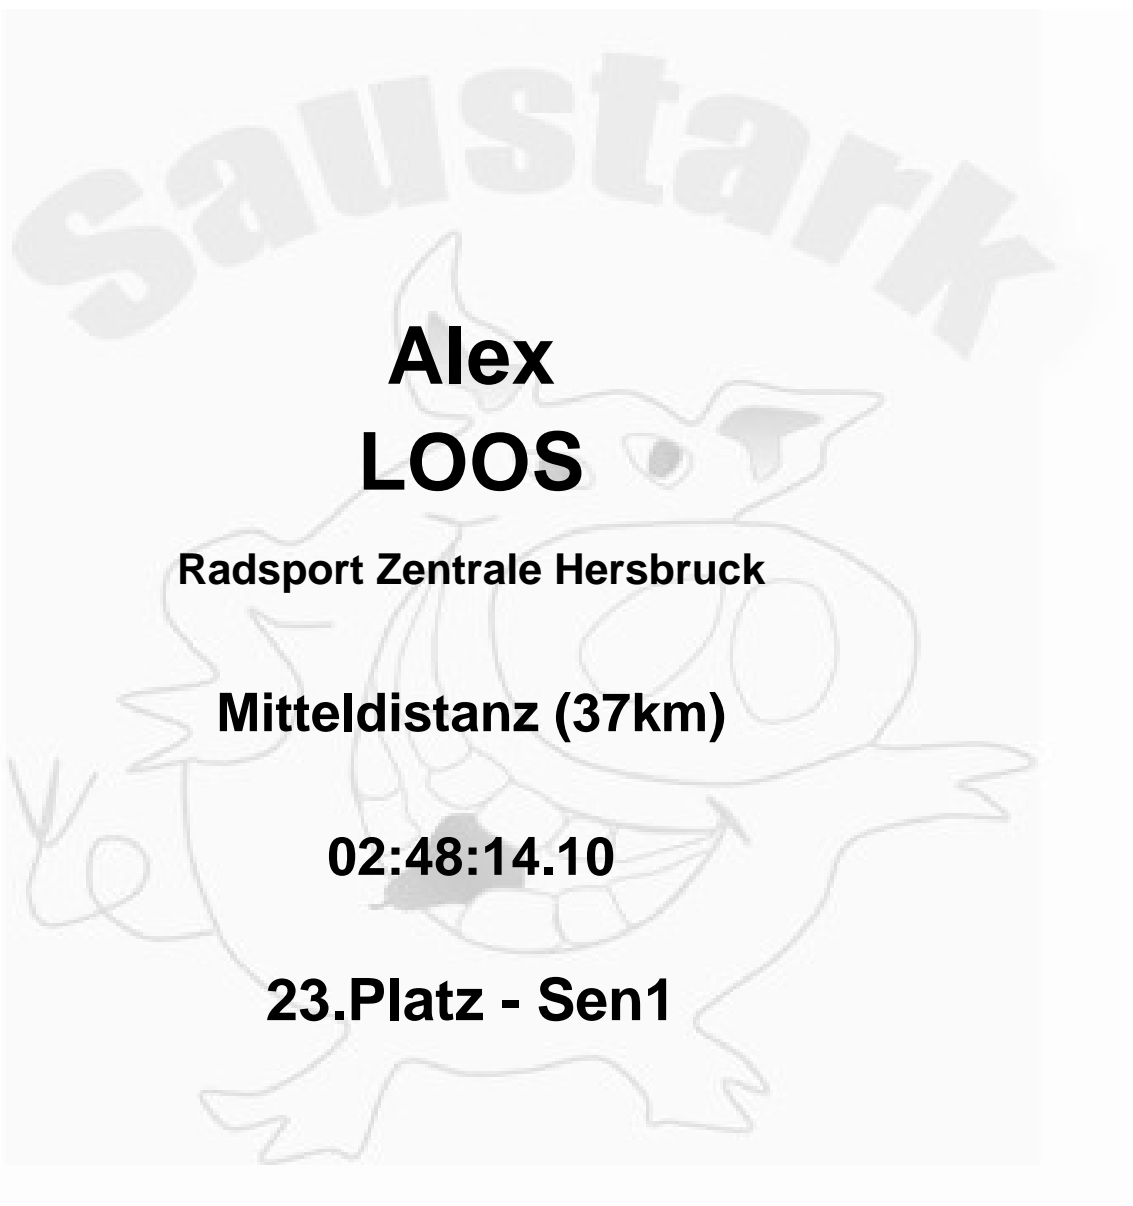 Saustark
Alex
LOOS
Radsport Zentrale Hersbruck
Mitteldistanz (37km)
02:48:14.10
23.Platz - Sen1